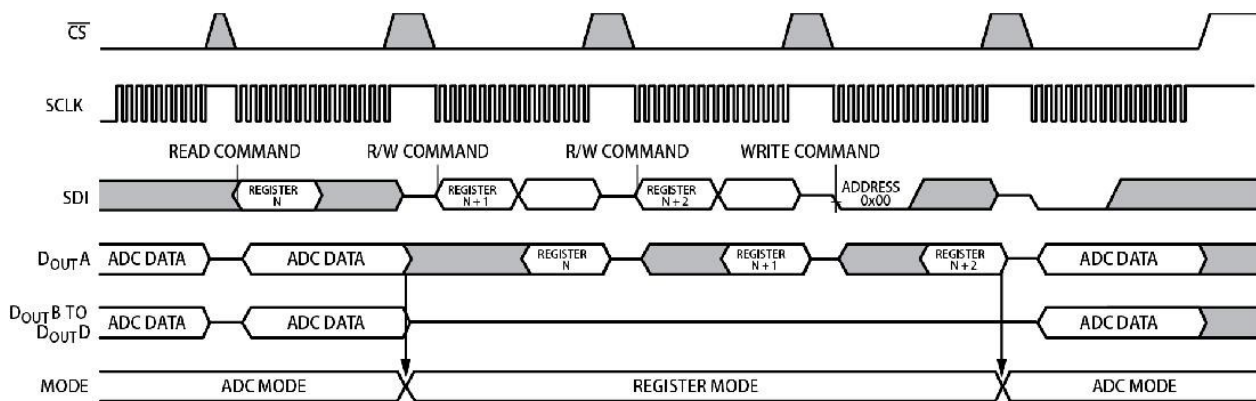 CS
SCLK
READ COMMAND R/W COMMAND R/W COMMAND WRITE COMMAND
SDI
REGISTER
N
REGISTER
N + 1
REGISTER
N + 2
ADDRESS
0x00
DOUTA
ADC DATA ADC DATA
REGISTER
N
REGISTER
N + 1
REGISTER
N + 2
ADC DATA
DOUTB TO
DOUTD
ADC DATA ADC DATA ADC DATA
MODE ADC MODE REGISTER MODE ADC MODE